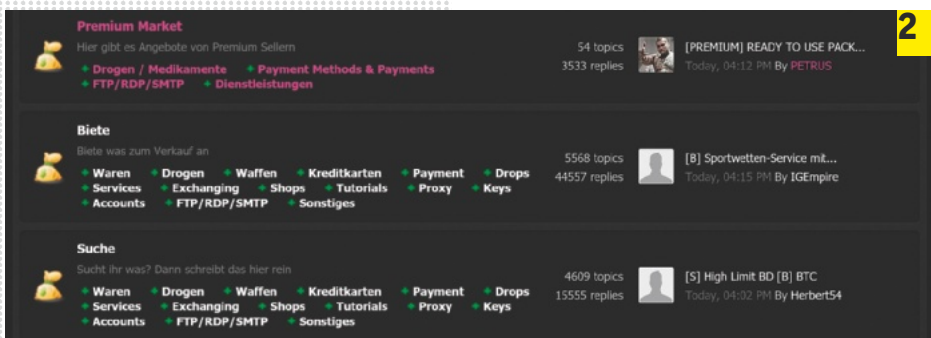 2
Premium Market
Hier gibt es Angebote von Premium Sellern
Drogen / Medikamente Payment Methods & Payments
FTP/RDP/SMTP Dienstleistungen
54 topics
3533 replies
[PREMIUM] READY TO USE PACK...
Today, 04:12 PM By PETRUS
Biete
Biete was zum Verkauf an
Waren Drogen Waffen Kreditkarten Payment Drops
Services Exchanging Shops Tutorials Proxy Keys
Accounts FTP/RDP/SMTP Sonstiges
5568 topics
44557 replies
[B] Sportwetten-Service mit...
Today, 04:15 PM By IGEmpire
Suche
Sucht ihr was? Dann schreibt das hier rein
Waren Drogen Waffen Kreditkarten Payment Drops
Services Exchanging Shops Tutorials Proxy Keys
Accounts FTP/RDP/SMTP Sonstiges
4609 topics
15555 replies
[S] High Limit BD [B] BTC
Today, 04:02 PM By Herbert54